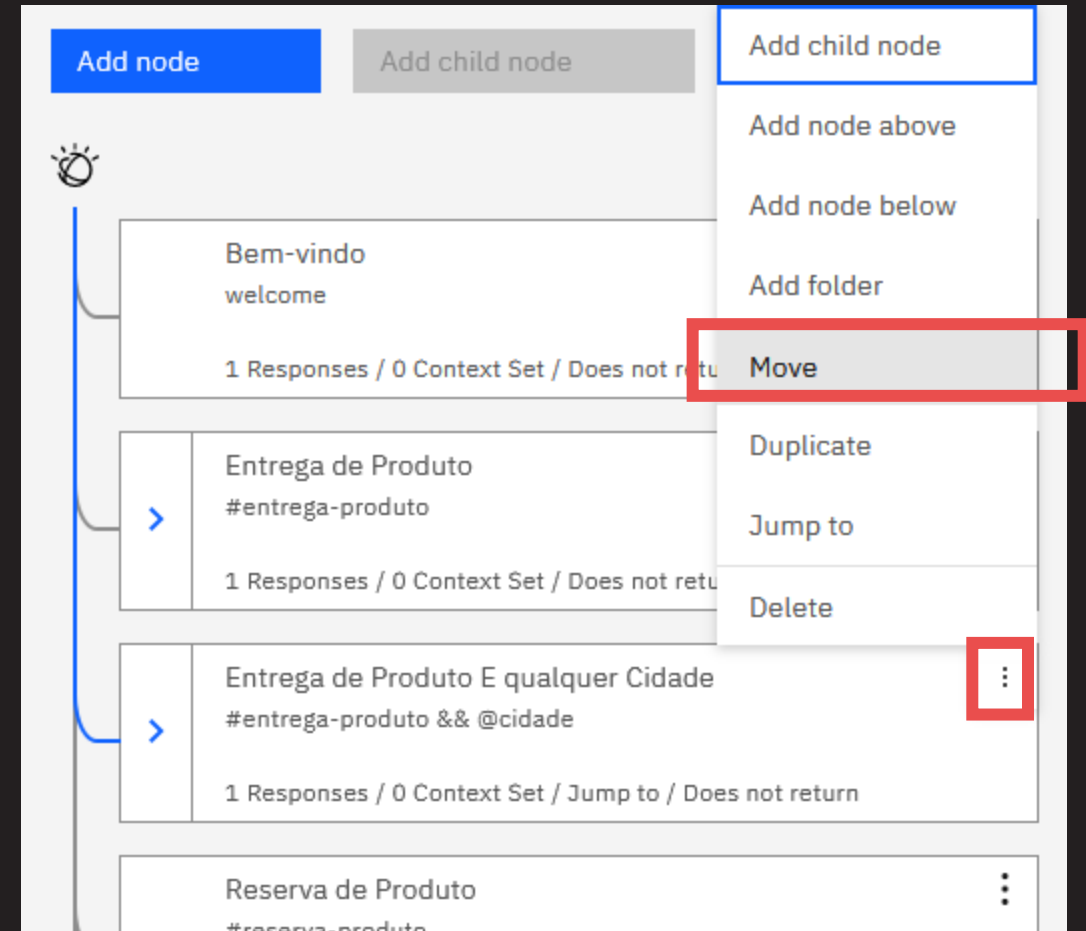 Add node
Add child node
Add child node
Add node above
Add node below
Add folder
Move
Duplicate
Jump to
Delete
Bem-vindo
welcome
1 Responses / 0 Context Set / Does not retu
Entrega de Produto
#entrega-produto
1 Responses / 0 Context Set / Does not retu
Entrega de Produto E qualquer Cidade
#entrega-produto && @cidade
1 Responses / 0 Context Set / Jump to / Does not return
Reserva de Produto
#reserva-produto